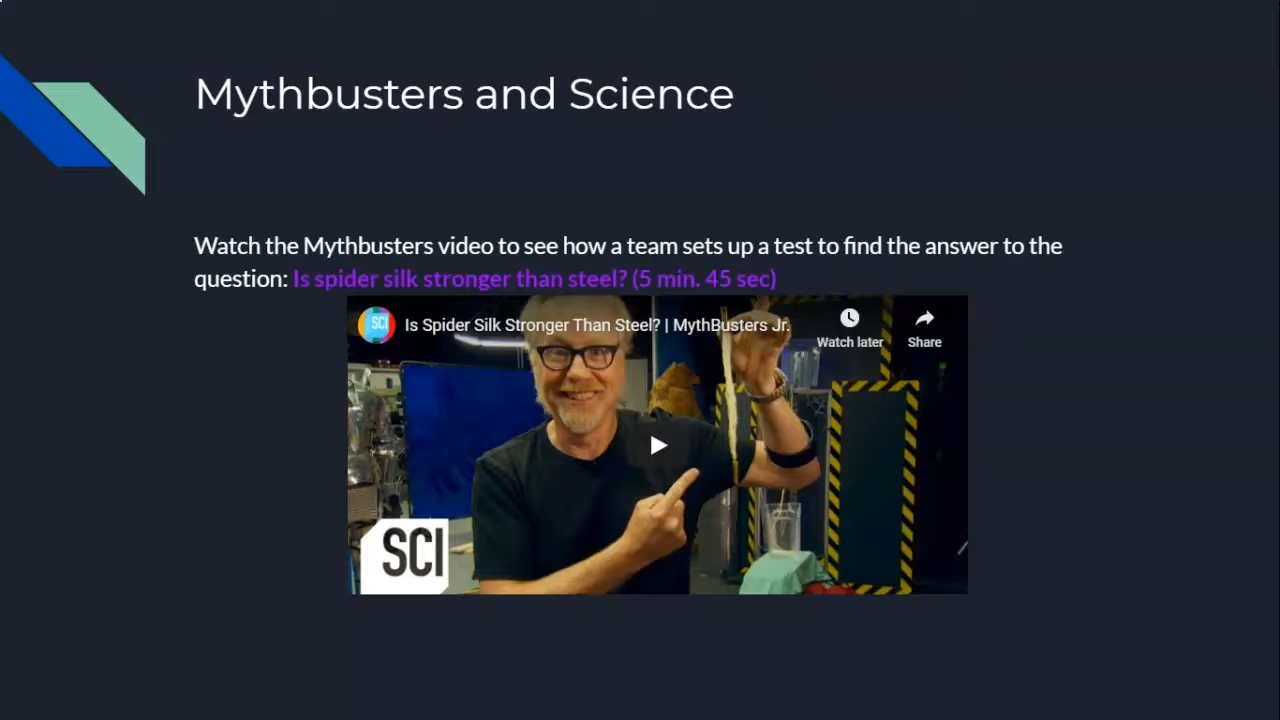 Mythbusters and Science
Watch the Mythbusters video to see how a team sets up a test to find the answer to the
question: Is spider silk stronger than steel? (5 min. 45 sec)
SCI
Is Spider Silk Stronger Than Steel? | MythBusters Jr.
Watch later
Share
SCI